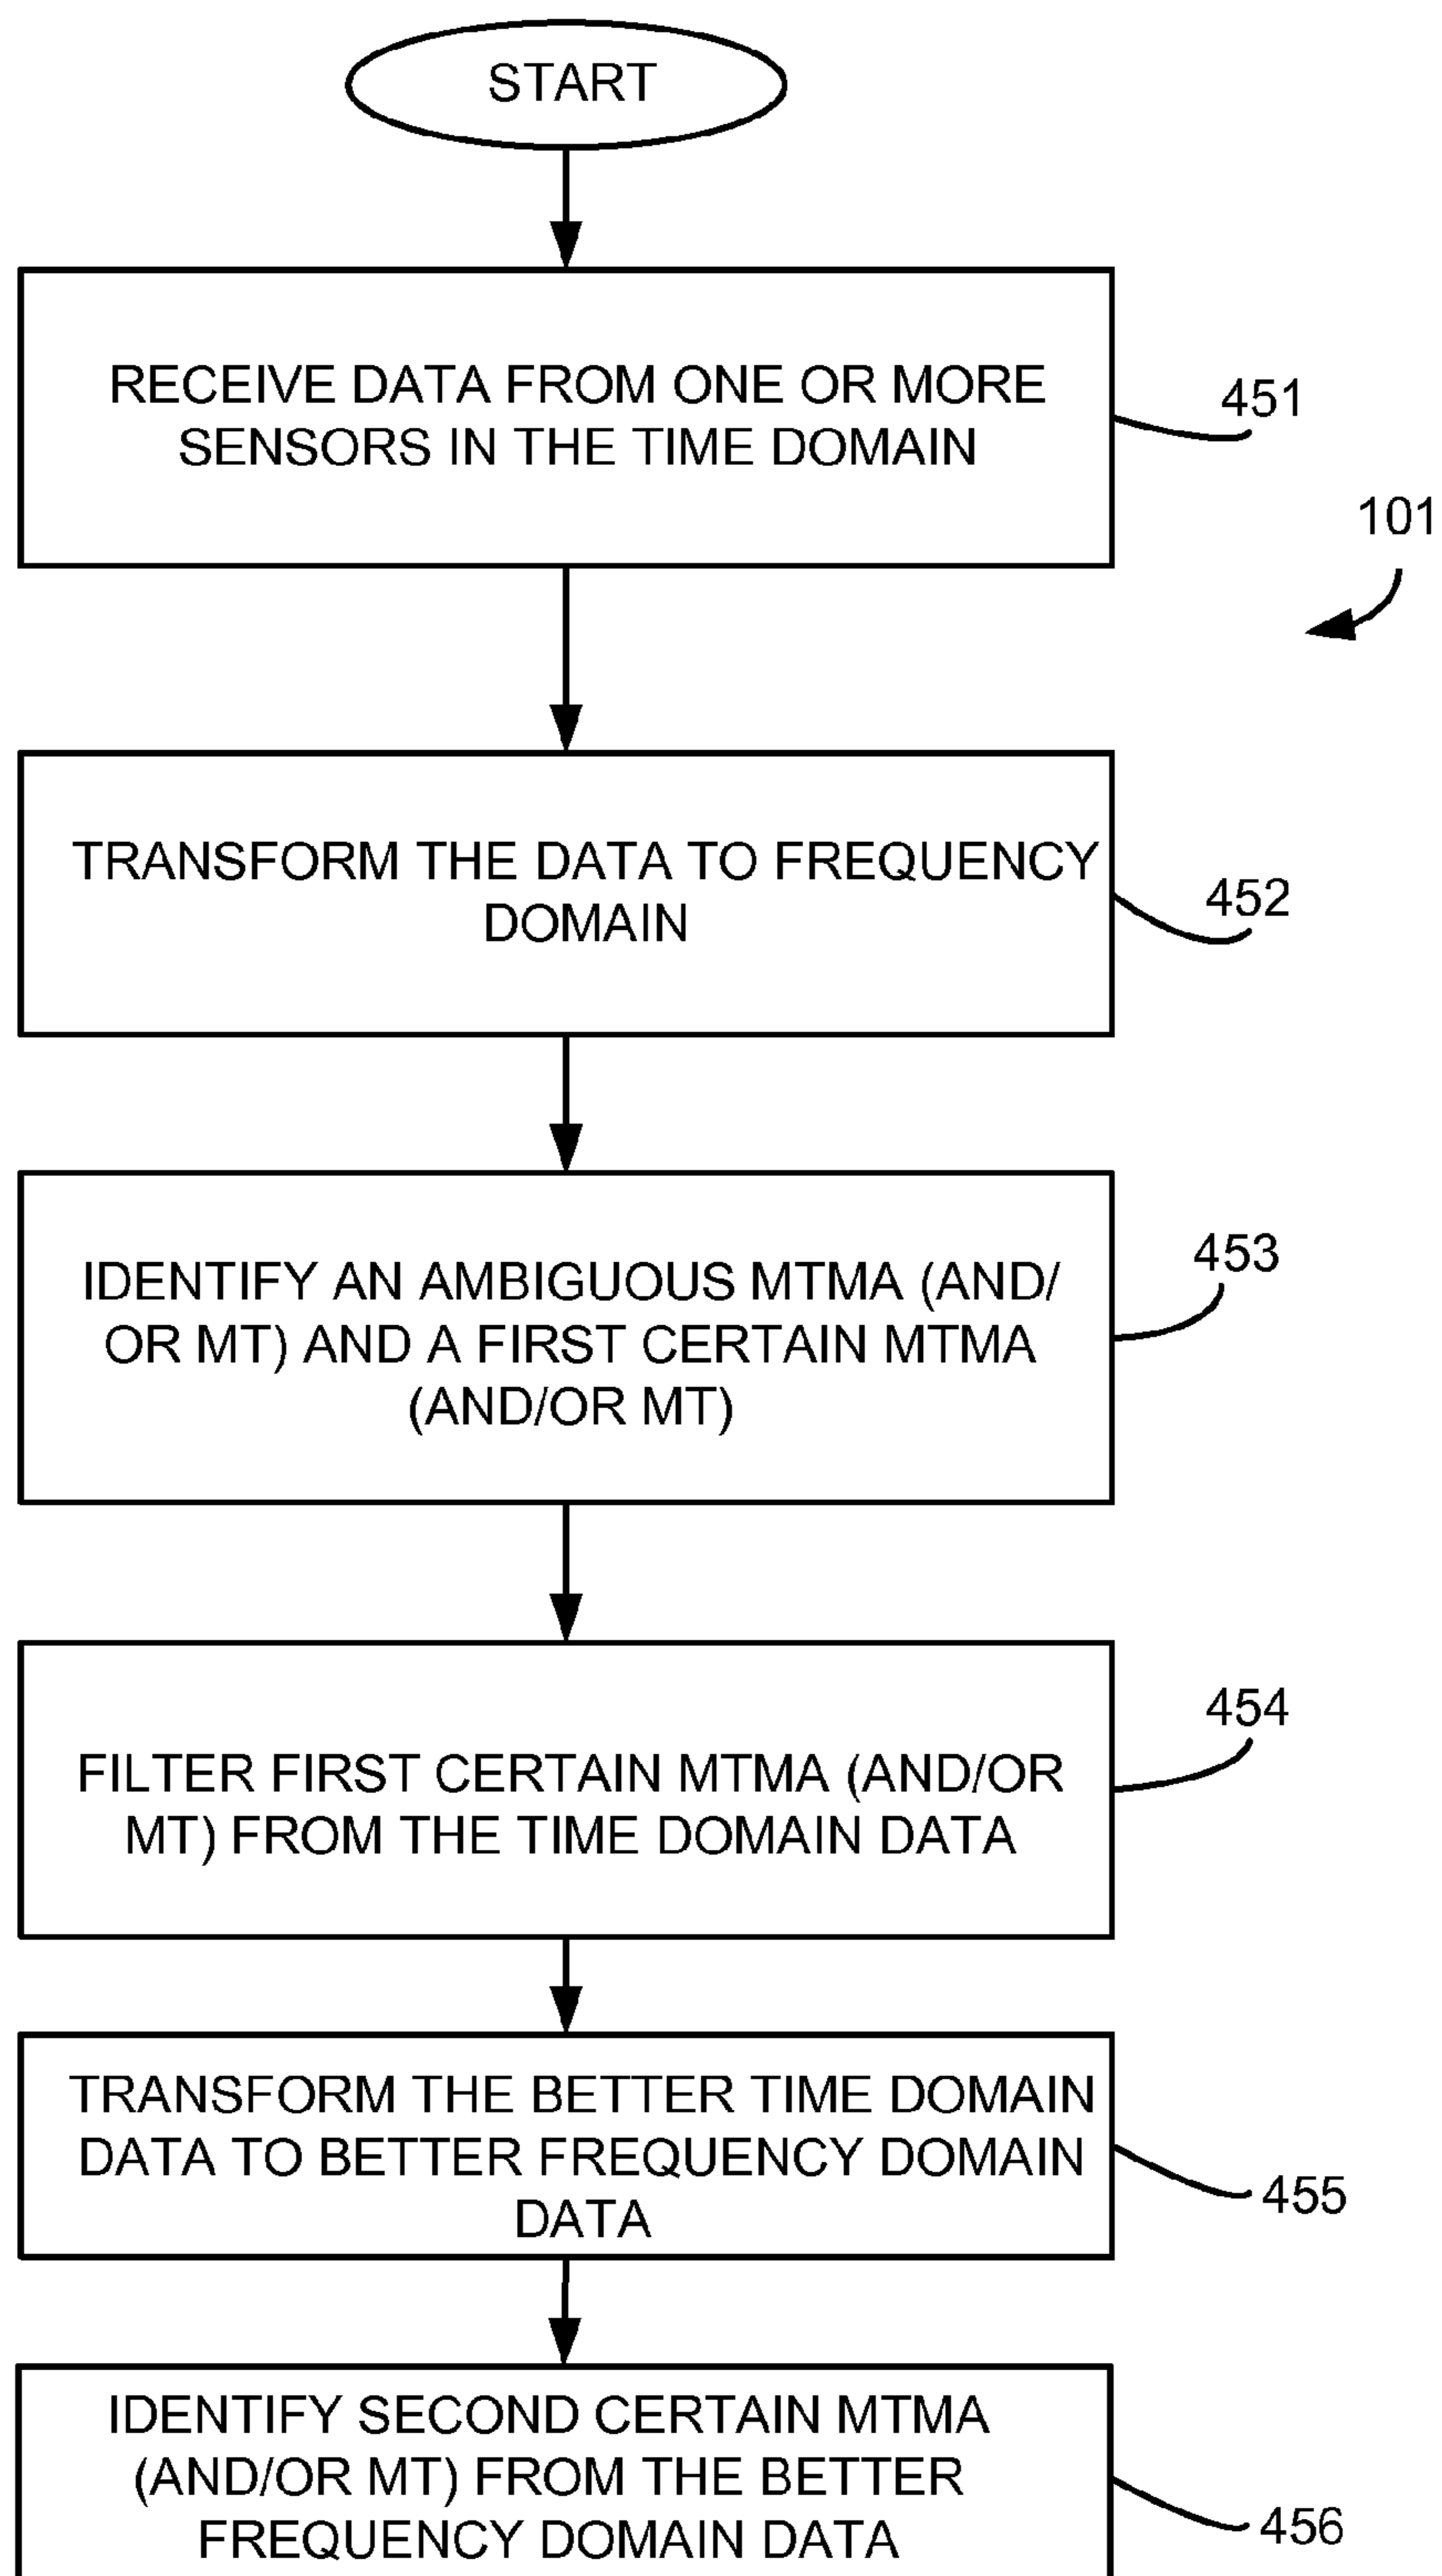 START
RECEIVE DATA FROM ONE OR MORE
SENSORS IN THE TIME DOMAIN
451
101
TRANSFORM THE DATA TO FREQUENCY
DOMAIN
452
IDENTIFY AN AMBIGUOUS MTMA (AND/
OR MT) AND A FIRST CERTAIN MTMA
(AND/OR MT)
453
FILTER FIRST CERTAIN MTMA (AND/OR
MT) FROM THE TIME DOMAIN DATA
454
TRANSFORM THE BETTER TIME DOMAIN
DATA TO BETTER FREQUENCY DOMAIN
DATA
455
IDENTIFY SECOND CERTAIN MTMA
(AND/OR MT) FROM THE BETTER
FREQUENCY DOMAIN DATA
456